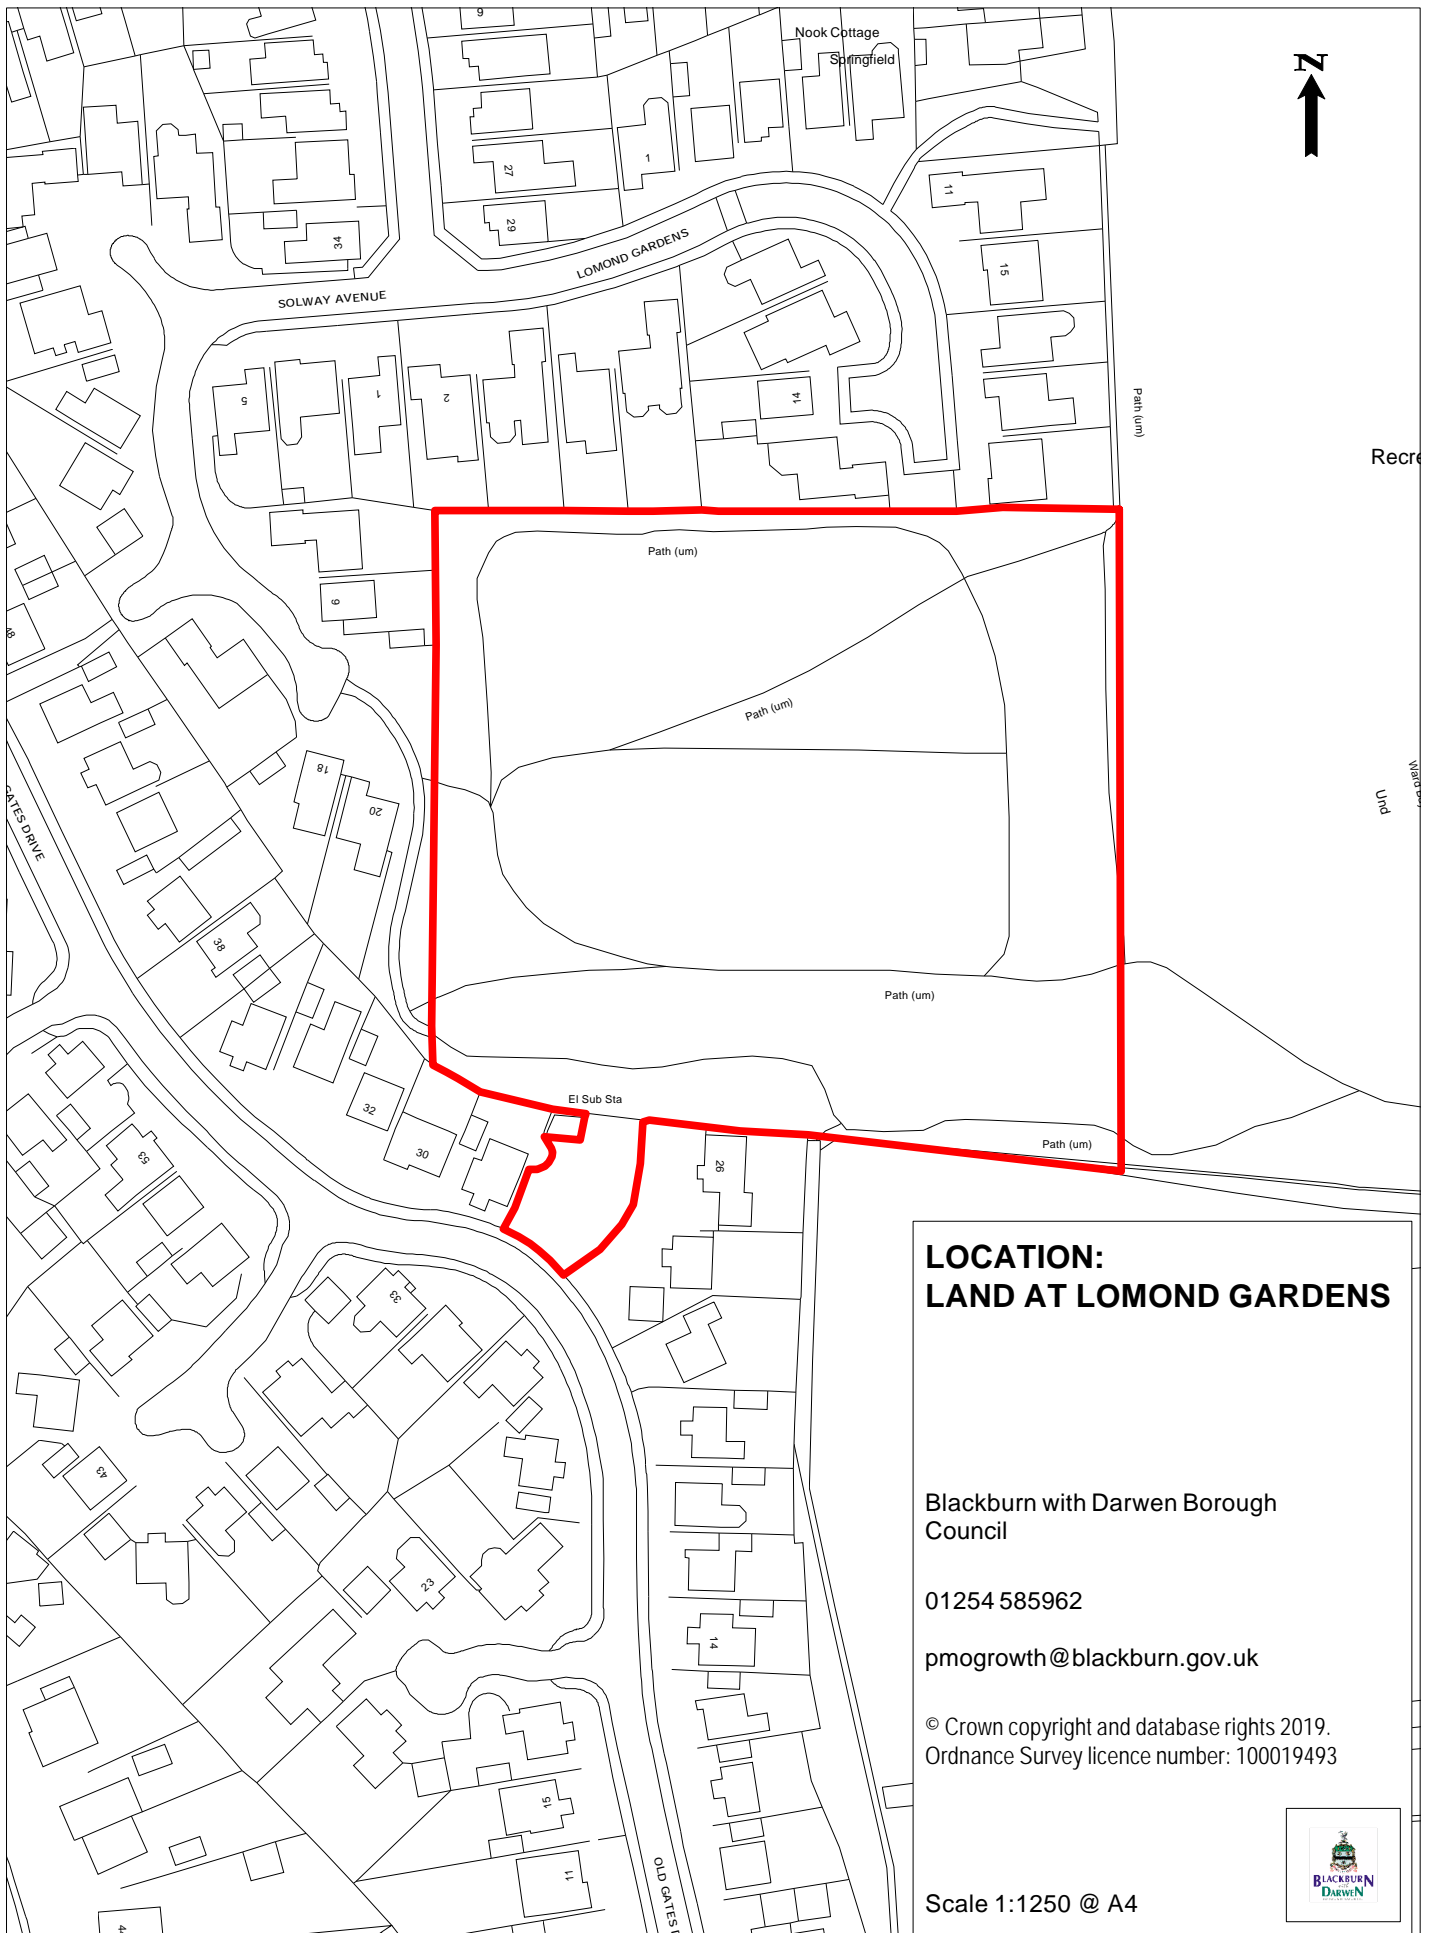 9
Nook Cottage
Springfield
N
1
27
29
34
11
15
LOMOND GARDENS
SOLWAY AVENUE
5
1
2
14
Path (um)
Path (um)
9
48
Path (um)
18
20
Und
GATES DRIVE
38
Path (um)
El Sub Sta
32
30
53
26
Path (um)
33
43
23
14
15
11
OLD GATES
LOCATION:
LAND AT LOMOND GARDENS
Blackburn with Darwen Borough
Council
01254 585962
pmogrowth@blackburn.gov.uk
© Crown copyright and database rights 2019.
Ordnance Survey licence number: 100019493
Scale 1:1250 @ A4
BLACKBURN
with
DARWEN